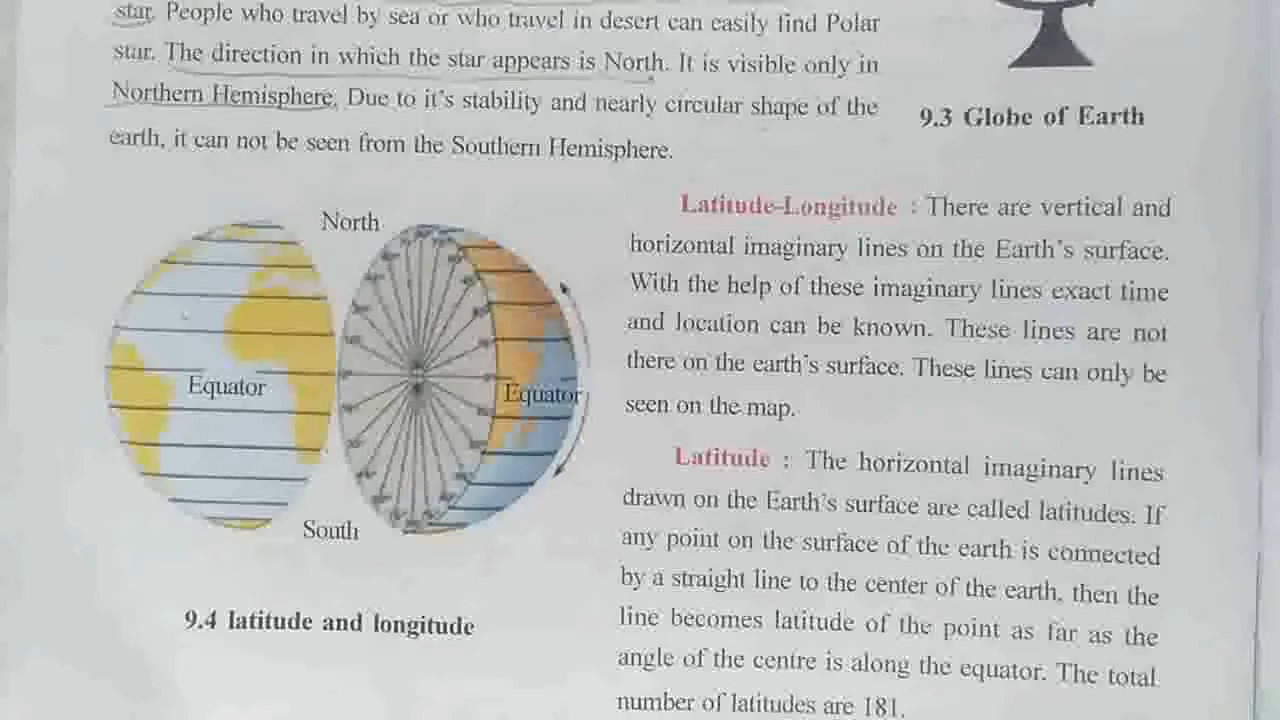 star. People who travel by sea or who travel in desert can easily find Polar
star. The direction in which the star appears is North. It is visible only in
Northern Hemisphere. Due to it's stability and nearly circular shape of the
earth, it can not be seen from the Southern Hemisphere.
9.3 Globe of Earth
North
Equator
Equator
South
9.4 latitude and longitude
Latitude-Longitude : There are vertical and
horizontal imaginary lines on the Earth's surface.
With the help of these imaginary lines exact time
and location can be known. These lines are not
there on the earth's surface. These lines can only be
seen on the map.
Latitude : The horizontal imaginary lines
drawn on the Earth's surface are called latitudes. If
any point on the surface of the earth is connected
by a straight line to the center of the earth, then the
line becomes latitude of the point as far as the
angle of the centre is along the equator. The total
number of latitudes are 181.